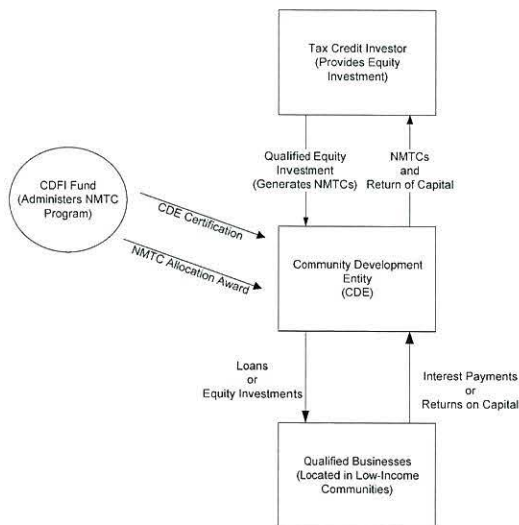 Tax Credit Investor
(Provides Equity
Investment)
Qualified Equity
Investment
(Generates NMTCs)
NMTCs
and
Return of Capital
CDFI Fund
(Administers NMTC
Program)
CDE Certification
NMTC Allocation Award
Community Development
Entity
(CDE)
Loans
or
Equity Investments
Interest Payments
or
Returns on Capital
Qualified Businesses
(Located in Low-Income
Communities)